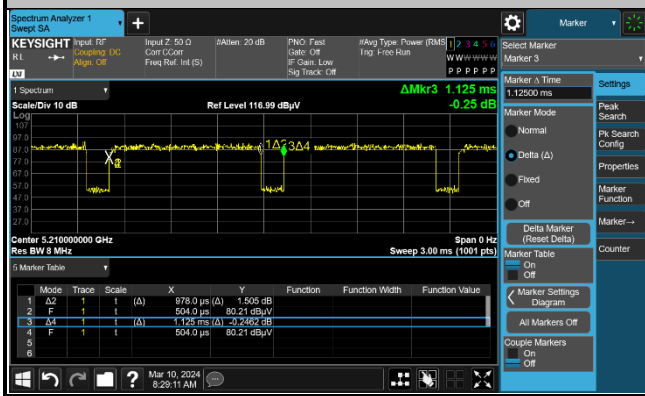 Spectrum Analyzer 1
Swept SA
Marker
KEYSIGHT Input: RF
R L Coupling: DC
Align: Off
LXI
Input Z: 50 Ω
Corr CCorr
Freq Ref: Int (S)
#Atten: 20 dB
PNO: Fast
Gate: Off
IF Gain: Low
Sig Track: Off
#Avg Type: Power (RMS
Trig: Free Run
1 2 3 4 5 6
W W W W W W
P P P P P P
Select Marker
Marker 3
1 Spectrum
ΔMkr3 1.125 ms
-0.25 dB
Scale/Div 10 dB
Ref Level 116.99 dBµV
Log
107
97.0
87.0
77.0
67.0
57.0
47.0
37.0
27.0
1Δ2 3Δ4
X
Center 5.210000000 GHz
Res BW 8 MHz
Span 0 Hz
Sweep 3.00 ms (1001 pts)
5 Marker Table
Mode Trace Scale X Y Function Function Width Function Value
1 Δ2 1 t (Δ) 978.0 µs (Δ) 1.505 dB
2 F 1 t 504.0 µs 80.21 dBµV
3 Δ4 1 t (Δ) 1.125 ms (Δ) -0.2462 dB
4 F 1 t 504.0 µs 80.21 dBµV
5
6
Marker Δ Time
1.12500 ms
Marker Mode
Normal
Delta (Δ)
Fixed
Off
Delta Marker
(Reset Delta)
Marker Table
On
Off
Marker Settings
Diagram
All Markers Off
Couple Markers
On
Off
Settings
Peak
Search
Pk Search
Config
Properties
Marker
Function
Marker→
Counter
?
Mar 10, 2024
8:29:11 AM